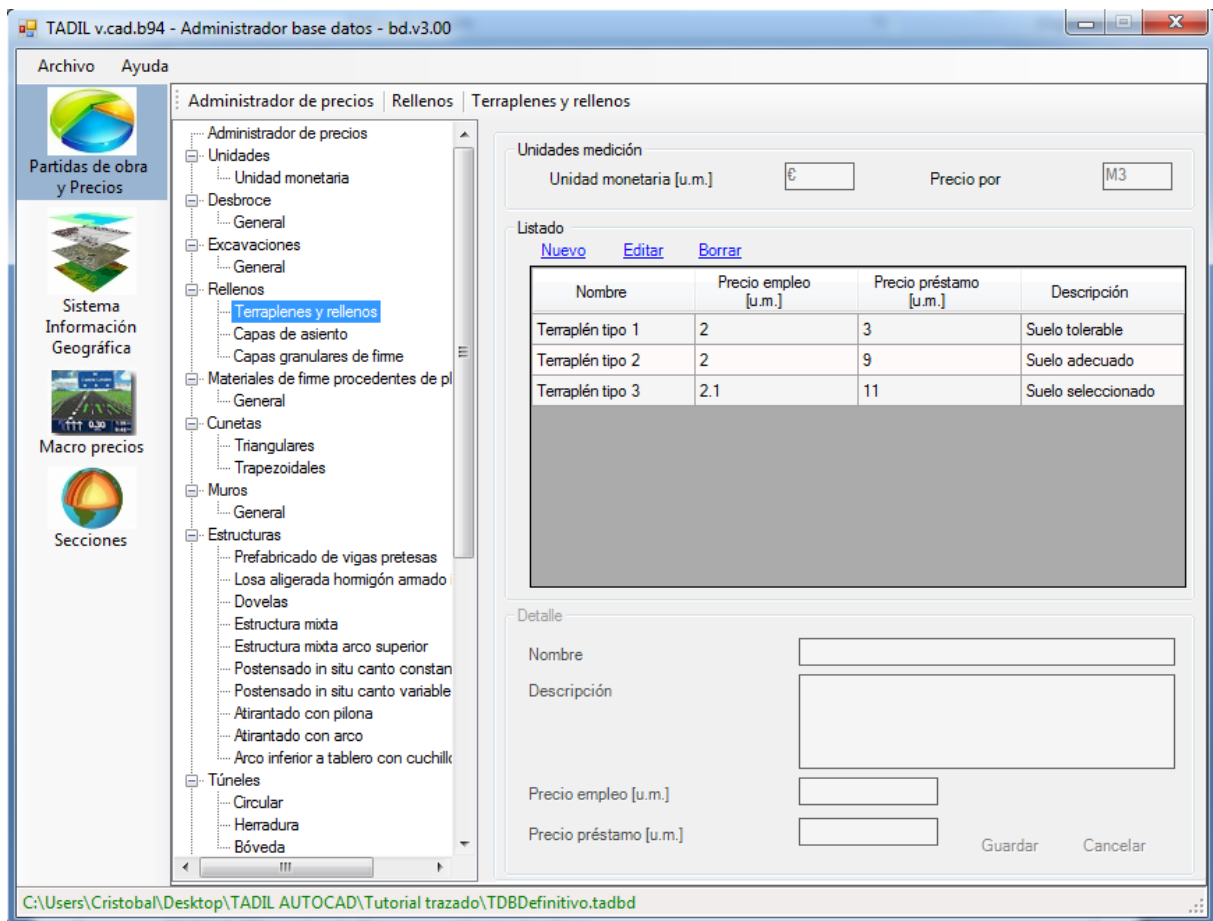 TADIL v.cad.b94 - Administrador base datos - bd.v3.00
Archivo Ayuda
Partidas de obra
y Precios
Sistema
Información
Geográfica
Macro precios
Secciones
Administrador de precios Rellenos Terraplenes y rellenos
Administrador de precios
Unidades
Unidad monetaria
Desbroce
General
Excavaciones
General
Rellenos
Terraplenes y rellenos
Capas de asiento
Capas granulares de firme
Materiales de firme procedentes de pl
General
Cunetas
Triangulares
Trapezoidales
Muros
General
Estructuras
Prefabricado de vigas pretesas
Losa aligerada hormigón armado i
Dovelas
Estructura mixta
Estructura mixta arco superior
Postensado in situ canto constan
Postensado in situ canto variable
Atirantado con pilona
Atirantado con arco
Arco inferior a tablero con cuchillo
Túneles
Circular
Herradura
Bóveda
Unidades medición
Unidad monetaria [u.m.] € Precio por M3
Listado
Nuevo Editar Borrar
Nombre Precio empleo [u.m.] Precio préstamo [u.m.] Descripción
Terraplén tipo 1 2 3 Suelo tolerable
Terraplén tipo 2 2 9 Suelo adecuado
Terraplén tipo 3 2.1 11 Suelo seleccionado
Detalle
Nombre
Descripción
Precio empleo [u.m.]
Precio préstamo [u.m.]
Guardar Cancelar
C:\Users\Cristobal\Desktop\TADIL AUTOCAD\Tutorial trazado\TDBDefinitivo.tadbd